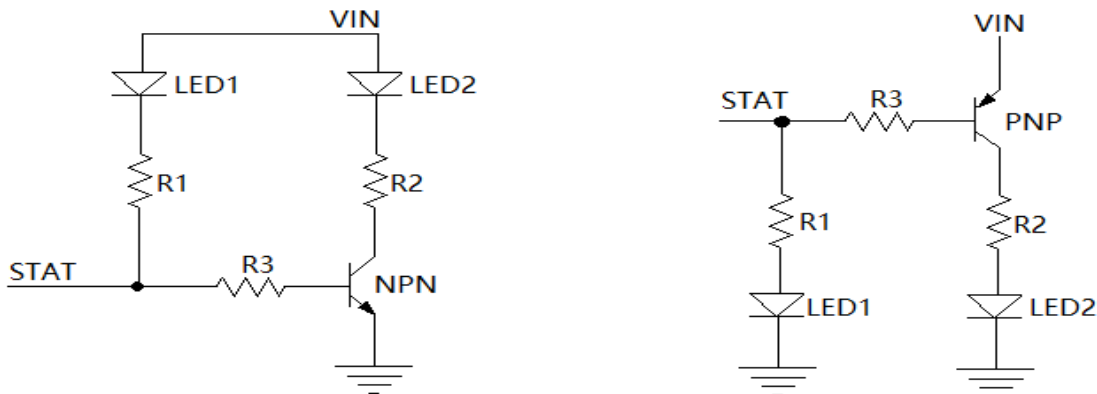 VIN
LED1
LED2
R1
R2
STAT
R3
NPN
VIN
STAT
R3
PNP
R1
R2
LED1
LED2